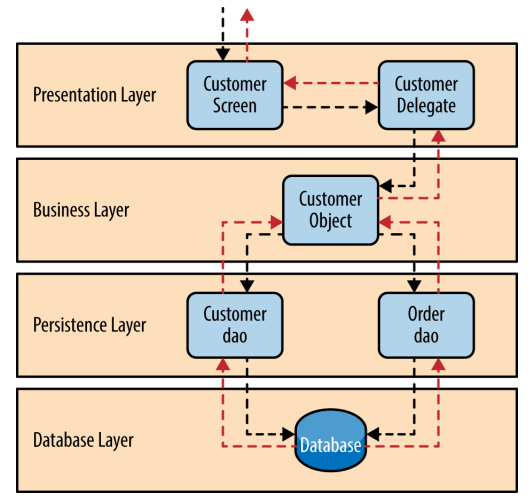 Presentation Layer
Customer
Screen
Customer
Delegate
Business Layer
Customer
Object
Persistence Layer
Customer
dao
Order
dao
Database Layer
Database